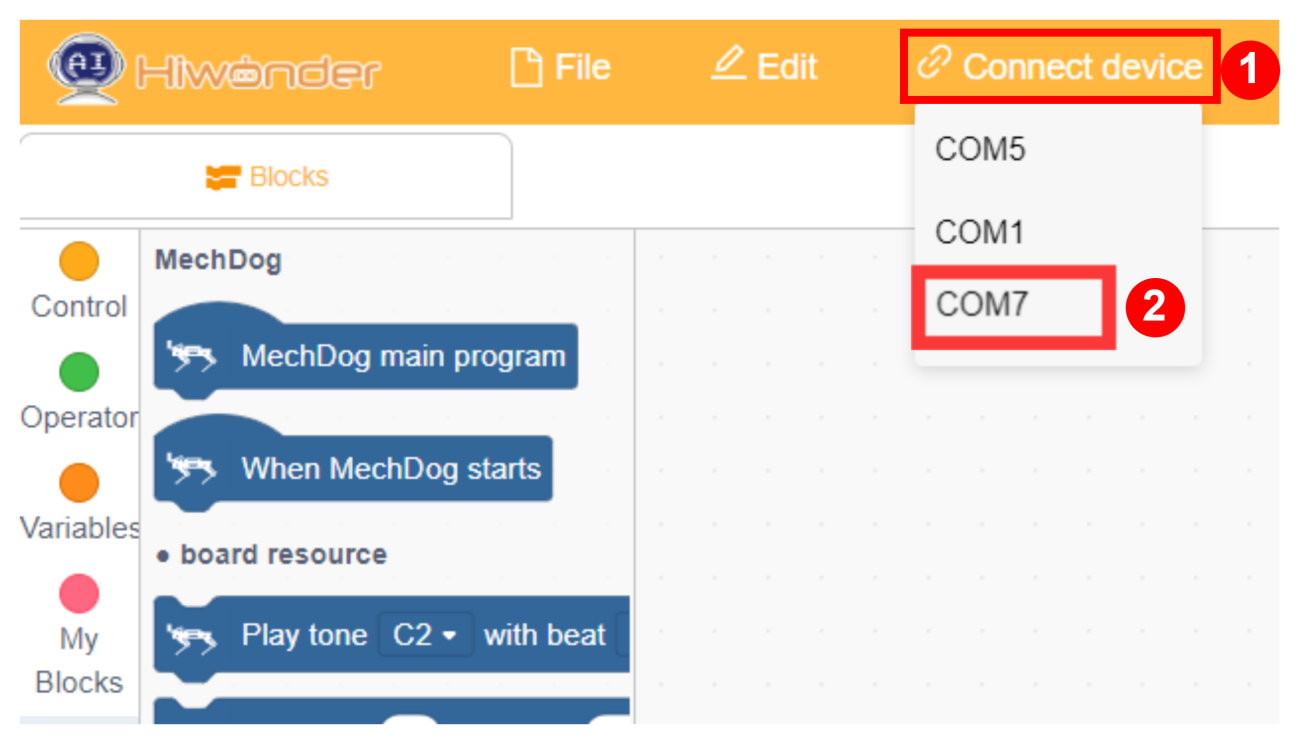 AI Hiwonder File Edit Connect device 1
COM5
Blocks
COM1
COM7 2
MechDog
Control
MechDog main program
Operator
When MechDog starts
Variables
• board resource
My
Blocks
Play tone C2 with beat